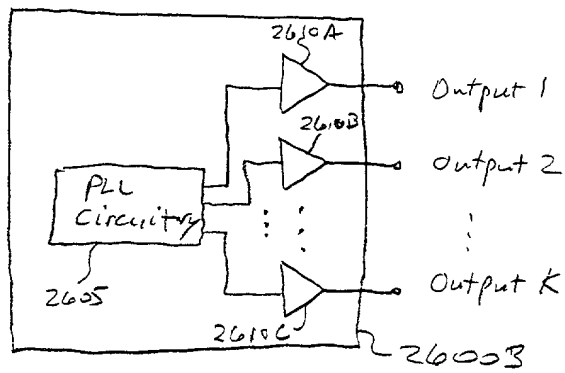 2610A
Output 1
2610B
Output 2
PLL
Circuitry
2605
Output K
2610C
2600B